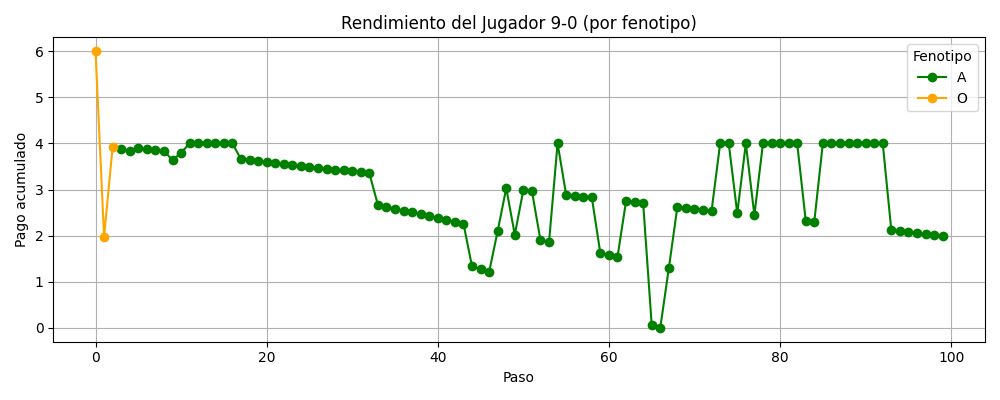 Rendimiento del Jugador 9-0 (por fenotipo)
Pago acumulado
6
5
4
3
2
1
0
Fenotipo
A
O
0
20
40
60
80
100
Paso